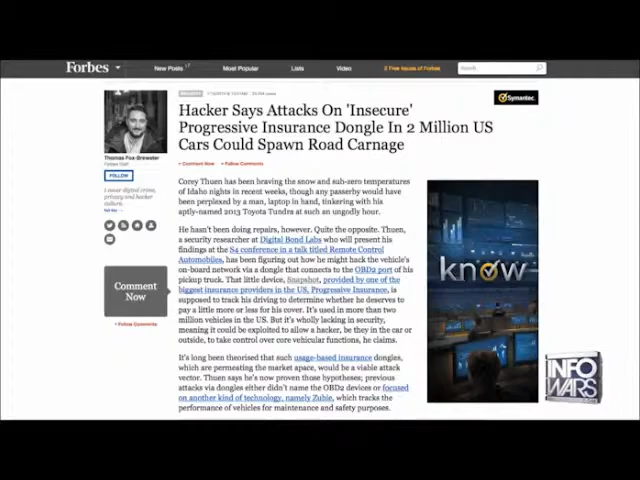 Forbes
New Posts
Most Popular
Lists
Video
2 Free Issues of Forbes
Symantec.
Hacker Says Attacks On 'Insecure'
Progressive Insurance Dongle In 2 Million US
Cars Could Spawn Road Carnage
Thomas Fox-Brewster
FOLLOW
I cover digital crime,
privacy and hacker
culture.
+ Comment Now + Follow Comments
Corey Thuen has been braving the snow and sub-zero temperatures
of Idaho nights in recent weeks, though any passerby would have
been perplexed by a man, laptop in hand, tinkering with his
aptly-named 2013 Toyota Tundra at such an ungodly hour.
He hasn't been doing repairs, however. Quite the opposite. Thuen,
a security researcher at Digital Bond Labs who will present his
findings at the S4 conference in a talk titled Remote Control
Automobiles, has been figuring out how he might hack the vehicle's
on-board network via a dongle that connects to the OBD2 port of his
pickup truck. That little device, Snapshot, provided by one of the
biggest insurance providers in the US, Progressive Insurance, is
supposed to track his driving to determine whether he deserves to
pay a little more or less for his cover. It's used in more than two
million vehicles in the US. But it's wholly lacking in security,
meaning it could be exploited to allow a hacker, be they in the car or
outside, to take control over core vehicular functions, he claims.
Comment
Now
+ Follow Comments
It's long been theorised that such usage-based insurance dongles,
which are permeating the market space, would be a viable attack
vector. Thuen says he's now proven those hypotheses; previous
attacks via dongles either didn't name the OBD2 devices or focused
on another kind of technology, namely Zubie, which tracks the
performance of vehicles for maintenance and safety purposes.
know
INFO
WARS